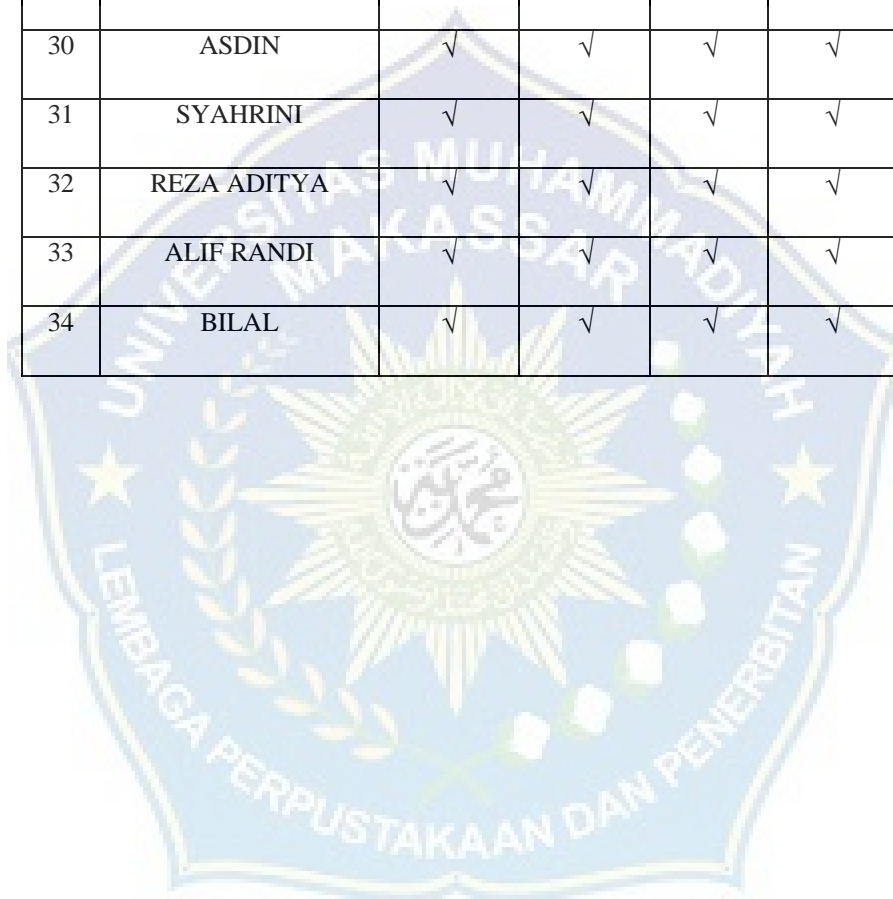 30 ASDIN √ √ √ √
31 SYAHRINI √ √ √ √
32 REZA ADITYA √ √ √ √
33 ALIF RANDI √ √ √ √
34 BILAL √ √ √ √
UNIVERSITAS MUHAMMADIYAH
MAKASSAR
محمدية
LEMBAGA PERPUSTAKAAN DAN PENERBITAN